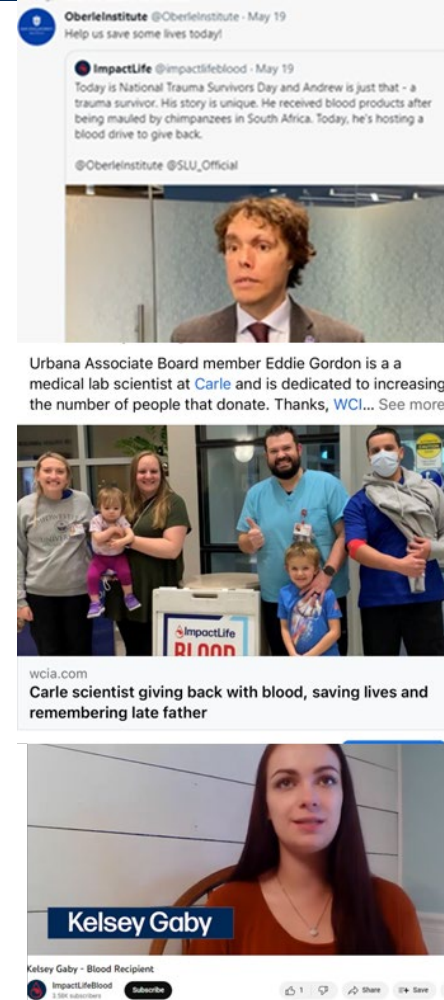 OberleInstitute @OberleInstitute · May 19
Help us save some lives today!
ImpactLife @impactlifeblood · May 19
Today is National Trauma Survivors Day and Andrew is just that - a
trauma survivor. His story is unique. He received blood products after
being mauled by chimpanzees in South Africa. Today, he's hosting a
blood drive to give back.
@OberleInstitute @SLU_Official
Urbana Associate Board member Eddie Gordon is a a
medical lab scientist at Carle and is dedicated to increasing
the number of people that donate. Thanks, WCI... See more
ImpactLife
BLOOD
wcia.com
Carle scientist giving back with blood, saving lives and
remembering late father
Kelsey Gaby
Kelsey Gaby - Blood Recipient
ImpactLifeBlood
3.58K subscribers
Subscribe
1
Share
Save